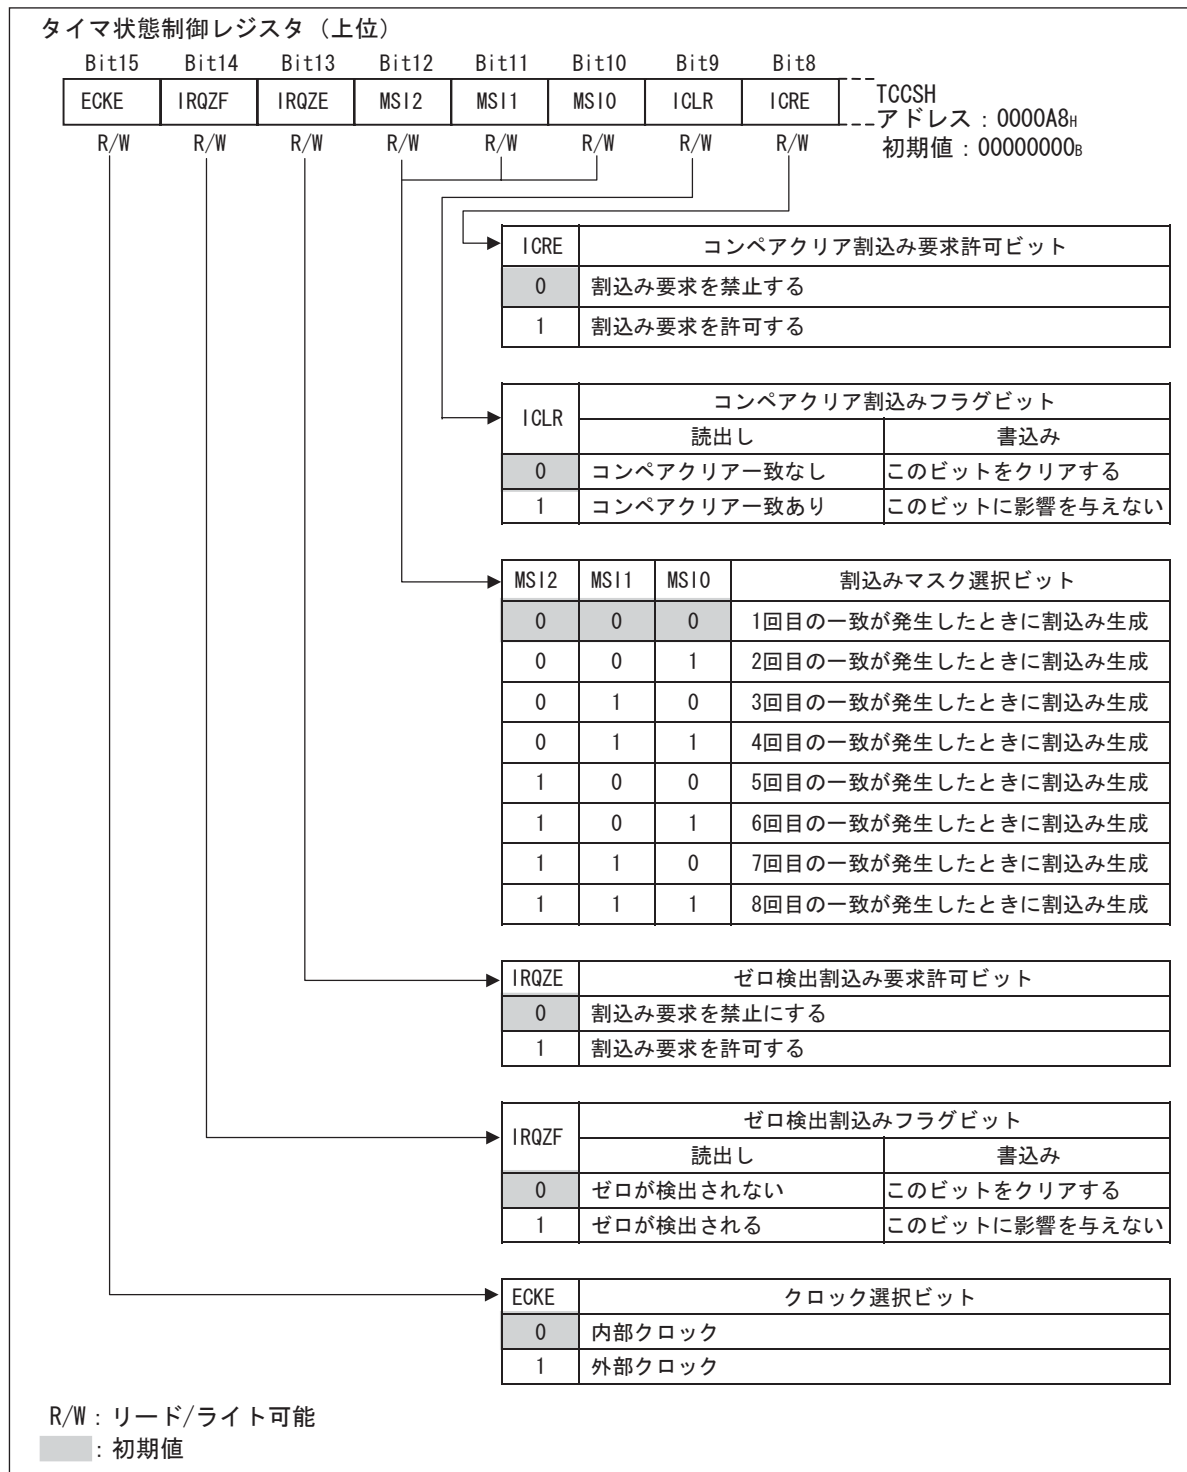 タイマ状態制御レジスタ（上位）
Bit15 Bit14 Bit13 Bit12 Bit11 Bit10 Bit9 Bit8
ECKE IRQZF IRQZE MSI2 MSI1 MSI0 ICLR ICRE
TCCSH
アドレス：0000A8H
初期値：00000000B
R/W R/W R/W R/W R/W R/W R/W R/W
ICRE コンペアクリア割込み要求許可ビット
0 割込み要求を禁止する
1 割込み要求を許可する
ICLR コンペアクリア割込みフラグビット
読出し 書込み
0 コンペアクリア一致なし このビットをクリアする
1 コンペアクリア一致あり このビットに影響を与えない
MSI2 MSI1 MSI0 割込みマスク選択ビット
0 0 0 1回目の一致が発生したときに割込み生成
0 0 1 2回目の一致が発生したときに割込み生成
0 1 0 3回目の一致が発生したときに割込み生成
0 1 1 4回目の一致が発生したときに割込み生成
1 0 0 5回目の一致が発生したときに割込み生成
1 0 1 6回目の一致が発生したときに割込み生成
1 1 0 7回目の一致が発生したときに割込み生成
1 1 1 8回目の一致が発生したときに割込み生成
IRQZE ゼロ検出割込み要求許可ビット
0 割込み要求を禁止にする
1 割込み要求を許可する
IRQZF ゼロ検出割込みフラグビット
読出し 書込み
0 ゼロが検出されない このビットをクリアする
1 ゼロが検出される このビットに影響を与えない
ECKE クロック選択ビット
0 内部クロック
1 外部クロック
R/W：リード/ライト可能
：初期値